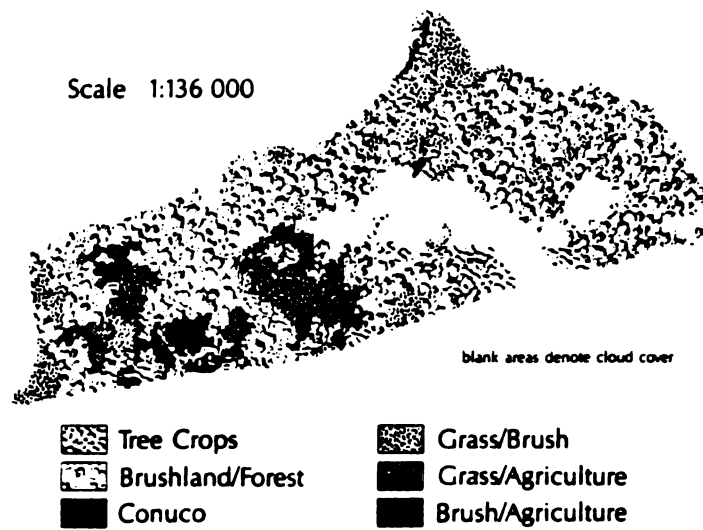 Scale 1:136 000
blank areas denote cloud cover
Tree Crops
Brushland/Forest
Conuco
Grass/Brush
Grass/Agriculture
Brush/Agriculture